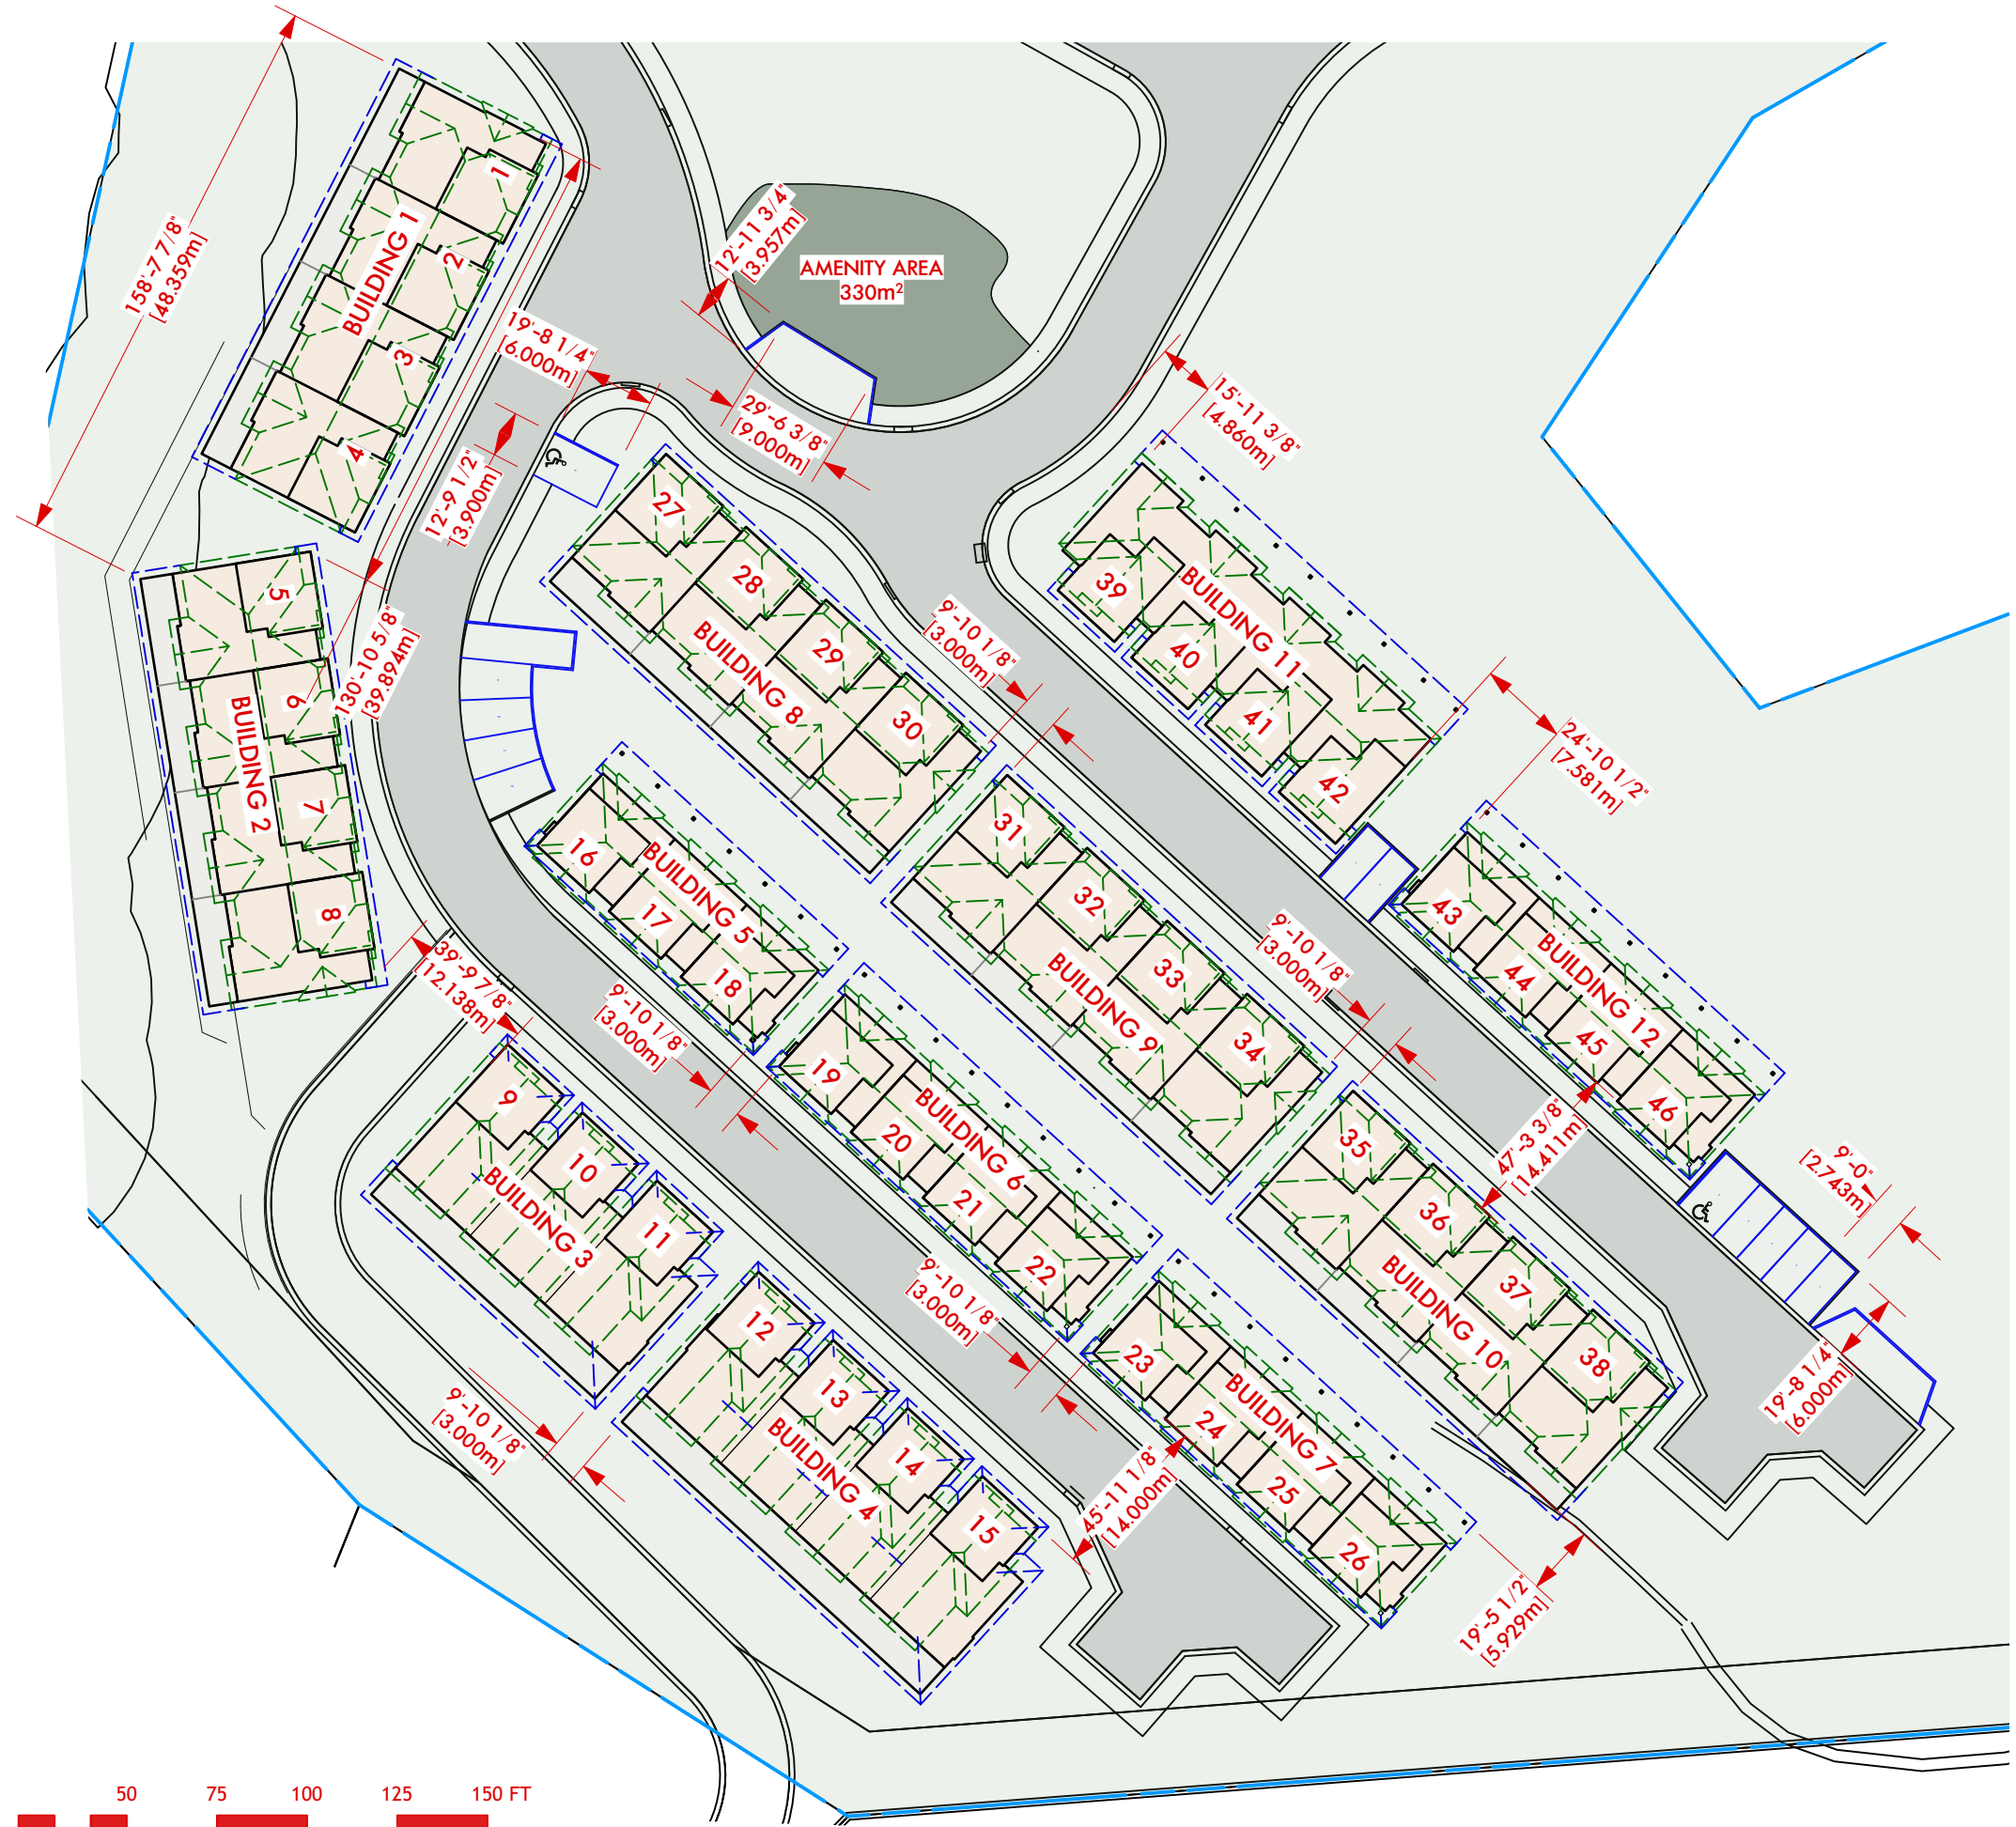 158'-7 7/8"
[48.359m]
BUILDING 1
1
2
3
4
12'-11 3/4"
[3.957m]
AMENITY AREA
330m²
19'-8 1/4"
[6.000m]
29'-6 3/8"
[9.000m]
12'-9 1/2"
[3.900m]
15'-11 3/8"
[4.860m]
130'-10 5/8"
[39.894m]
BUILDING 2
5
6
7
8
27
28
29
30
BUILDING 8
9'-10 1/8"
[3.000m]
39
40
41
42
BUILDING 11
24'-10 1/2"
[7.581m]
16
17
18
BUILDING 5
31
32
33
34
BUILDING 9
9'-10 1/8"
[3.000m]
43
44
45
46
BUILDING 12
39'-9 7/8"
[12.138m]
9'-10 1/8"
[3.000m]
19
20
21
22
BUILDING 6
9
10
11
BUILDING 3
35
36
37
38
BUILDING 10
47'-3 3/8"
[14.411m]
9'-0"
[2.743m]
9'-10 1/8"
[3.000m]
12
13
14
15
BUILDING 4
23
24
25
26
BUILDING 7
19'-8 1/4"
[6.000m]
9'-10 1/8"
[3.000m]
45'-11 1/8"
[14.000m]
19'-5 1/2"
[5.929m]
50 75 100 125 150 FT